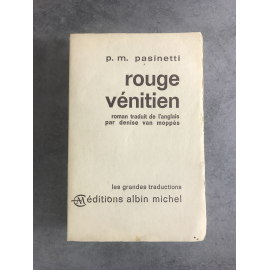 p. m. pasinetti
rouge
vénitien
roman traduit de l'anglais
par denise van moppès
les grandes traductions
éditions albin michel